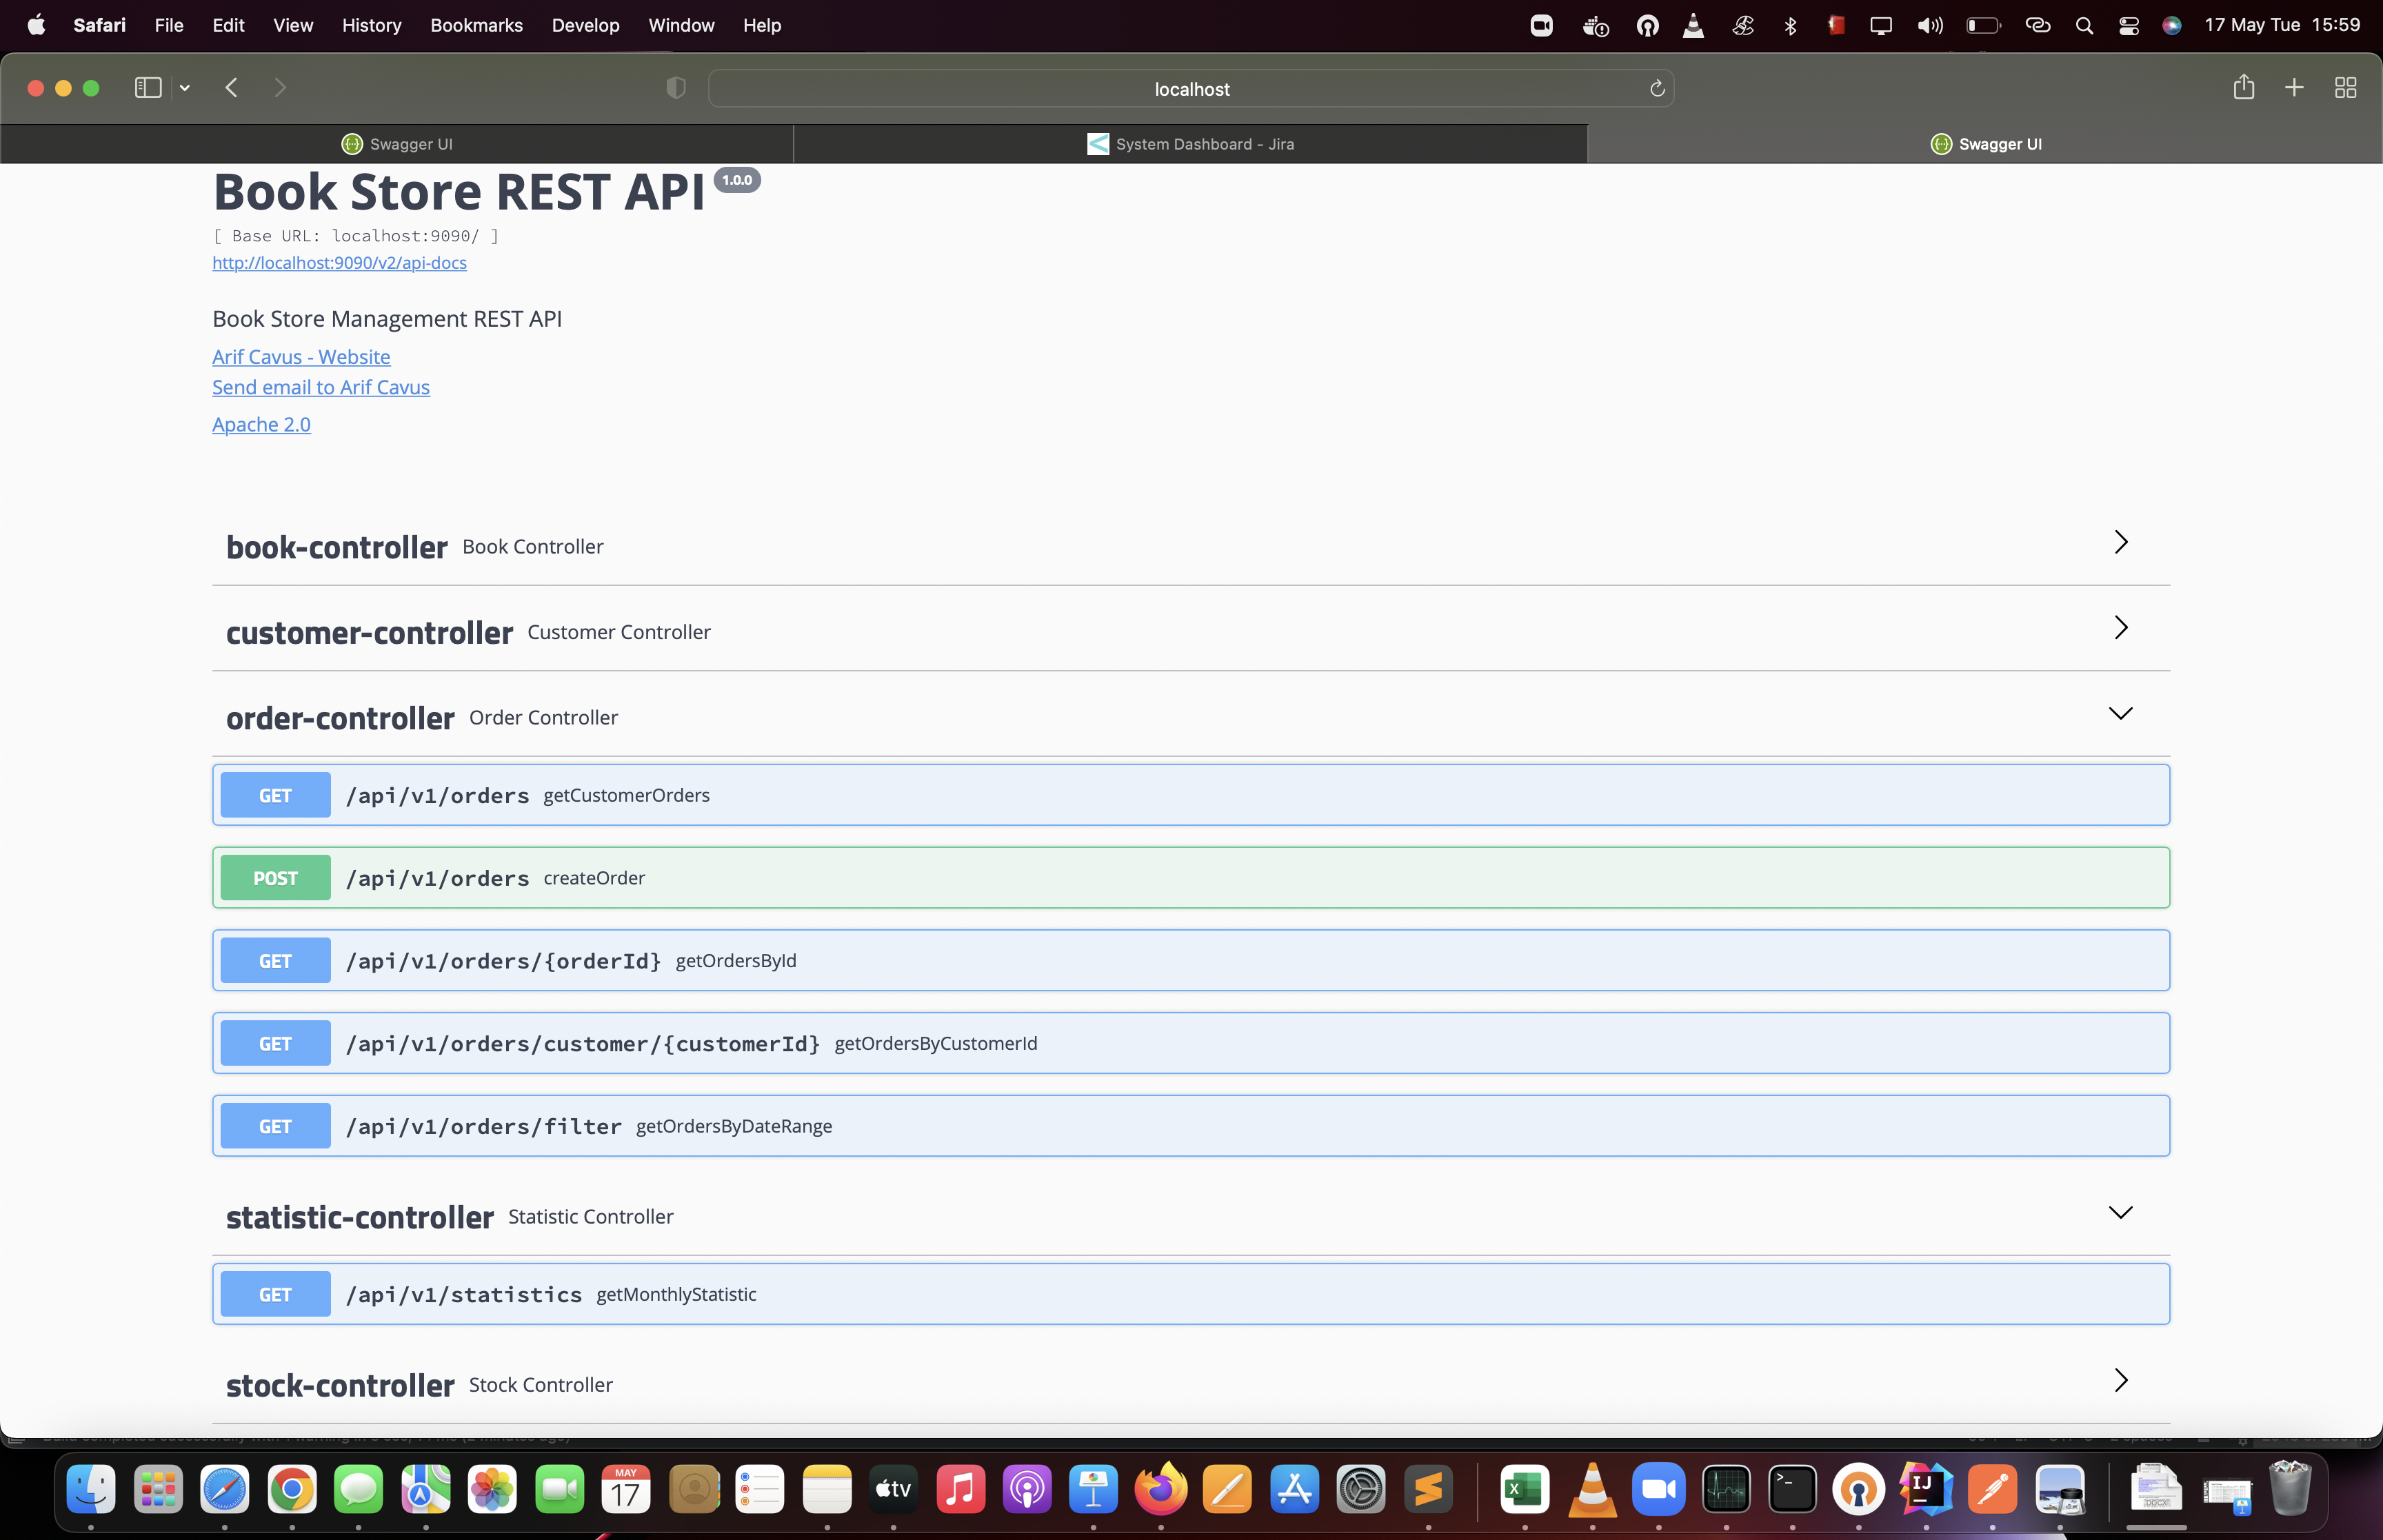 Safari File Edit View History Bookmarks Develop Window Help 17 May Tue 15:59
localhost
Swagger UI System Dashboard - Jira Swagger UI
Book Store REST API 1.0.0
[ Base URL: localhost:9090/ ]
http://localhost:9090/v2/api-docs
Book Store Management REST API
Arif Cavus - Website
Send email to Arif Cavus
Apache 2.0
book-controller Book Controller
customer-controller Customer Controller
order-controller Order Controller
GET /api/v1/orders getCustomerOrders
POST /api/v1/orders createOrder
GET /api/v1/orders/{orderId} getOrdersById
GET /api/v1/orders/customer/{customerId} getOrdersByCustomerId
GET /api/v1/orders/filter getOrdersByDateRange
statistic-controller Statistic Controller
GET /api/v1/statistics getMonthlyStatistic
stock-controller Stock Controller
MAY
17
tv
X
IJ
DOCX